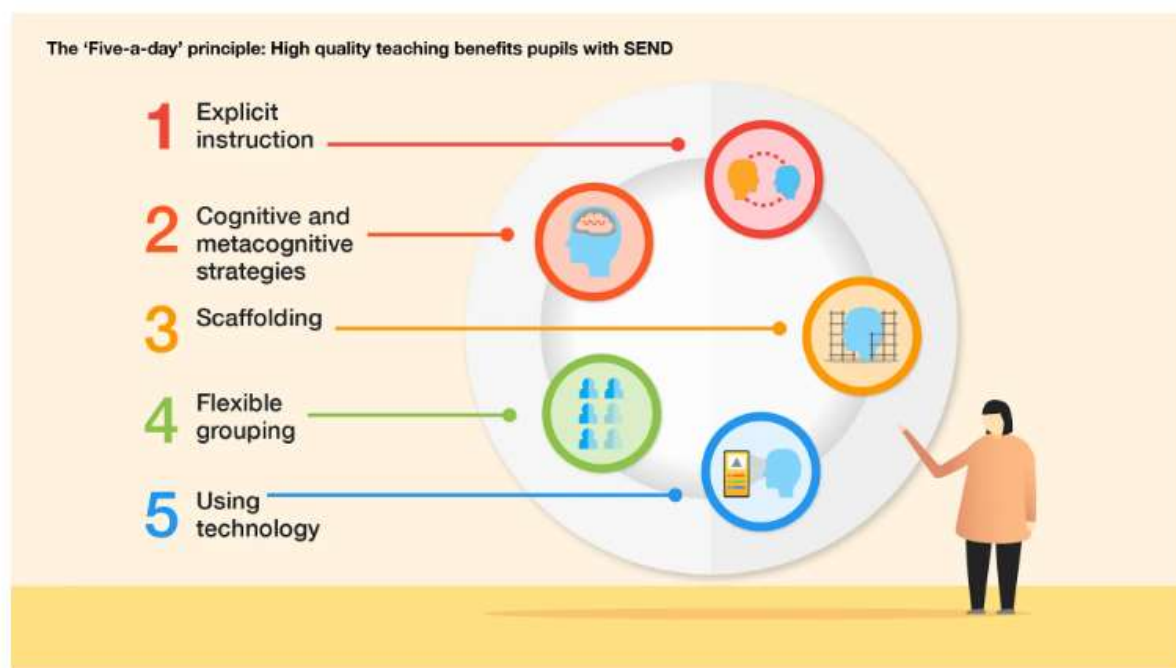 The ‘Five-a-day’ principle: High quality teaching benefits pupils with SEND
1 Explicit
instruction
2 Cognitive and
metacognitive
strategies
3 Scaffolding
4 Flexible
grouping
5 Using
technology